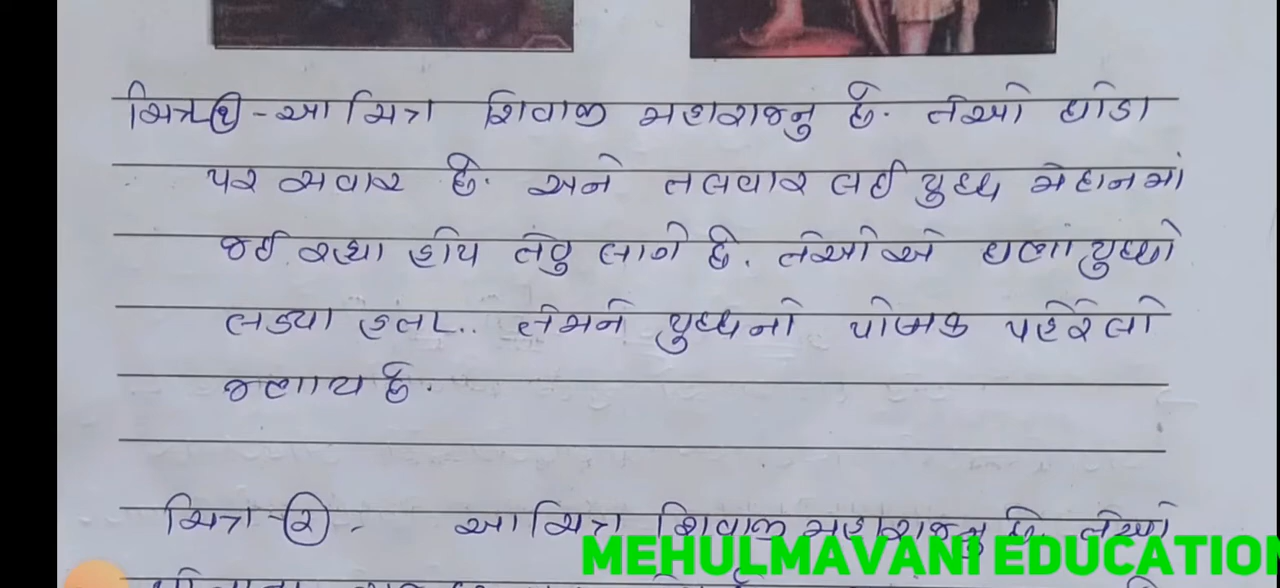 ચિત્ર ① - આ ચિત્ર શિવાજી મહારાજનું છે. તેઓ ઘોડા
પર સવાર છે. અને તલવાર લઈ યુધ્ધ મેદાનમાં
જઈ રહ્યા હોય તેવુ લાગે છે. તેઓએ ઘણા યુધ્ધો
લડ્યા હતા.. તેમને યુધ્ધનો પોષાક પહેરેલો
જણાય છે.
ચિત્ર - ② - આ ચિત્ર શિવાજી મહારાજનુ છે. તેઓ
MEHULMAVANI EDUCATION